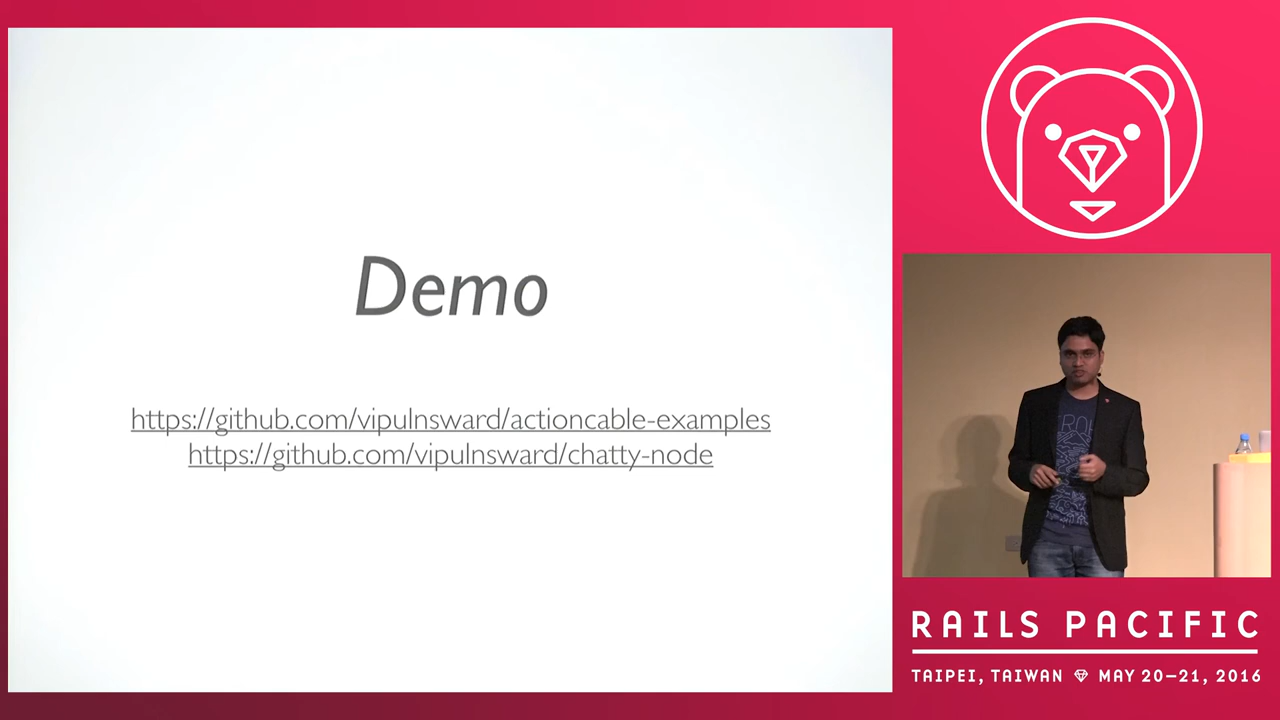 Demo
https://github.com/vipulnsward/actioncable-examples
https://github.com/vipulnsward/chatty-node
RAILS PACIFIC
TAIPEI, TAIWAN MAY 20–21, 2016